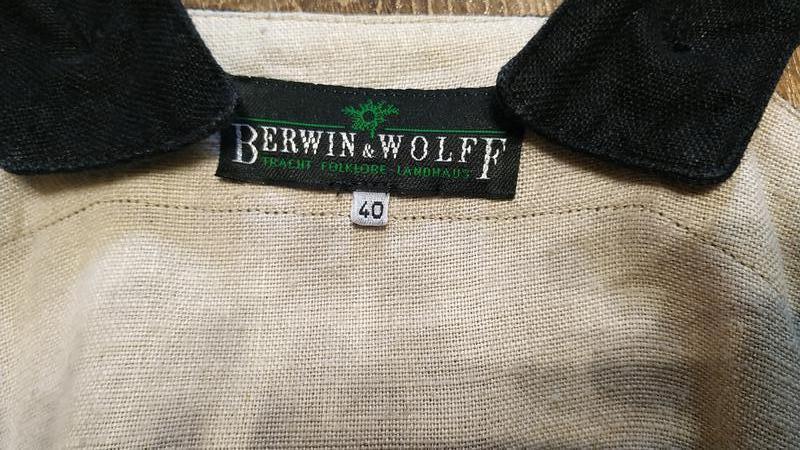 BERWIN & WOLFF
TRACHT FOLKLORE LANDHAUS
40